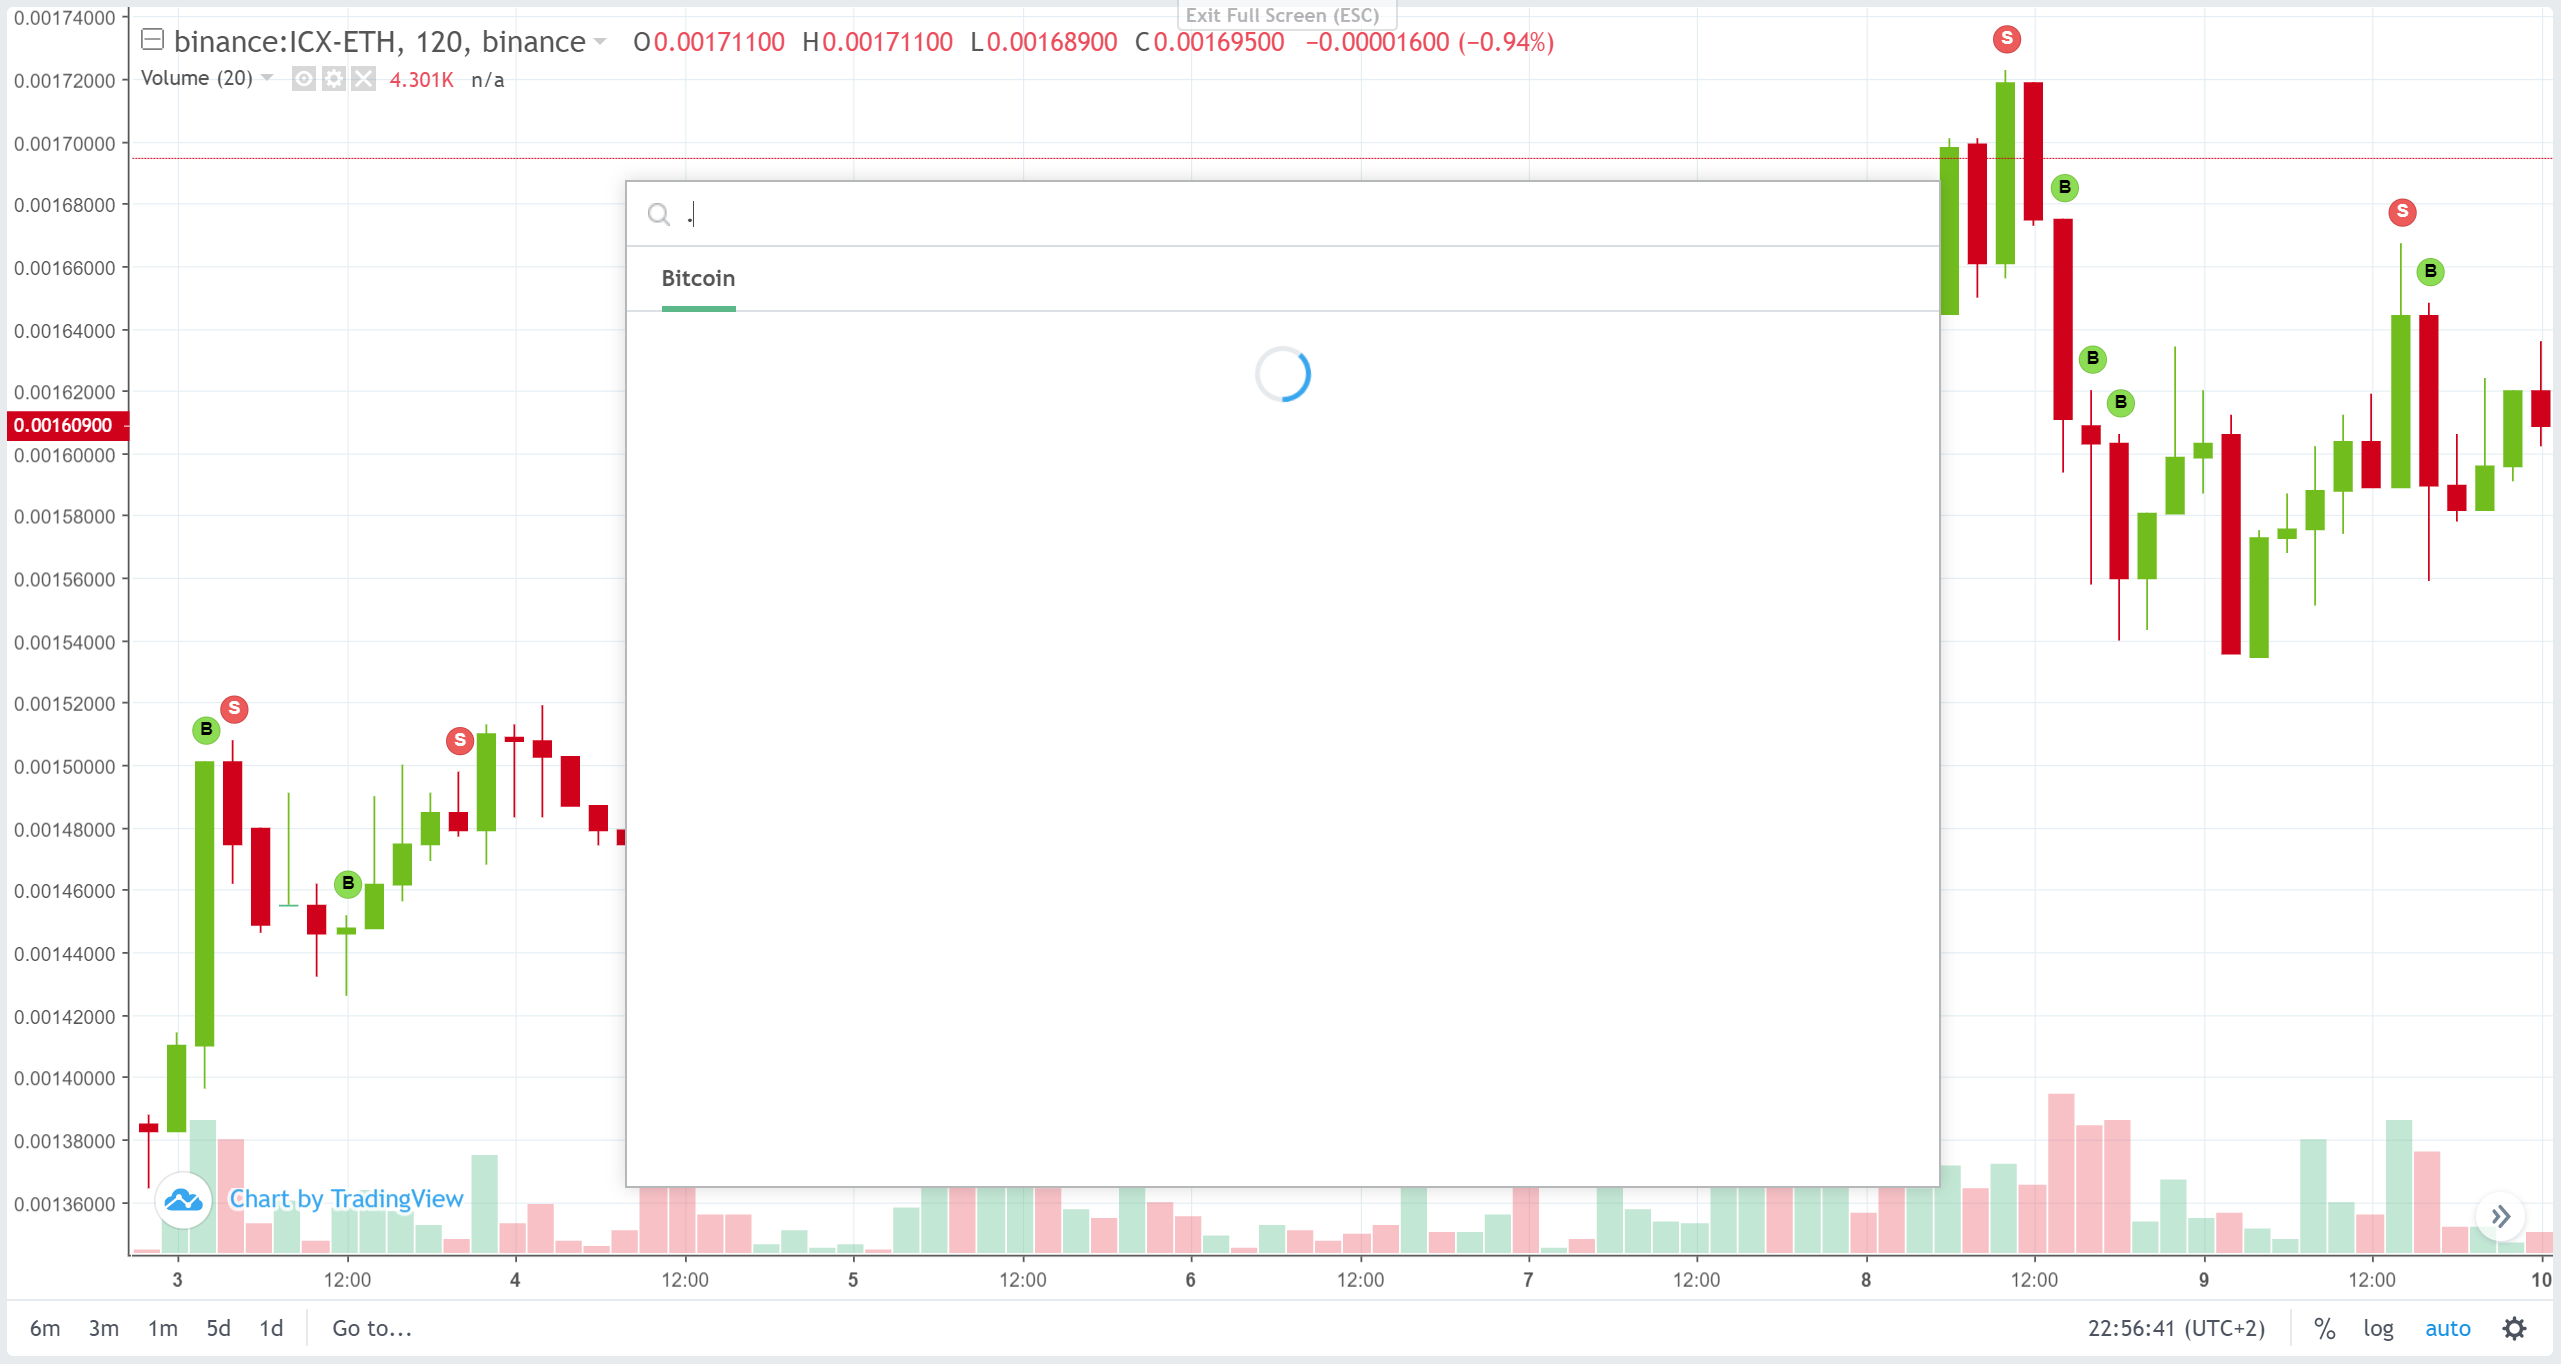 Exit Full Screen (ESC)
binance:ICX-ETH, 120, binance O0.00171100 H0.00171100 L0.00168900 C0.00169500 −0.00001600 (−0.94%)
Volume (20) 4.301K n/a
0.00174000
0.00172000
0.00170000
0.00168000
0.00166000
0.00164000
0.00162000
0.00160900
0.00160000
0.00158000
0.00156000
0.00154000
0.00152000
0.00150000
0.00148000
0.00146000
0.00144000
0.00142000
0.00140000
0.00138000
0.00136000
.
Bitcoin
S
B
S
B
B
B
S
B
S
B
Chart by TradingView
3 12:00 4 12:00 5 12:00 6 12:00 7 12:00 8 12:00 9 12:00 10
6m 3m 1m 5d 1d Go to... 22:56:41 (UTC+2) % log auto